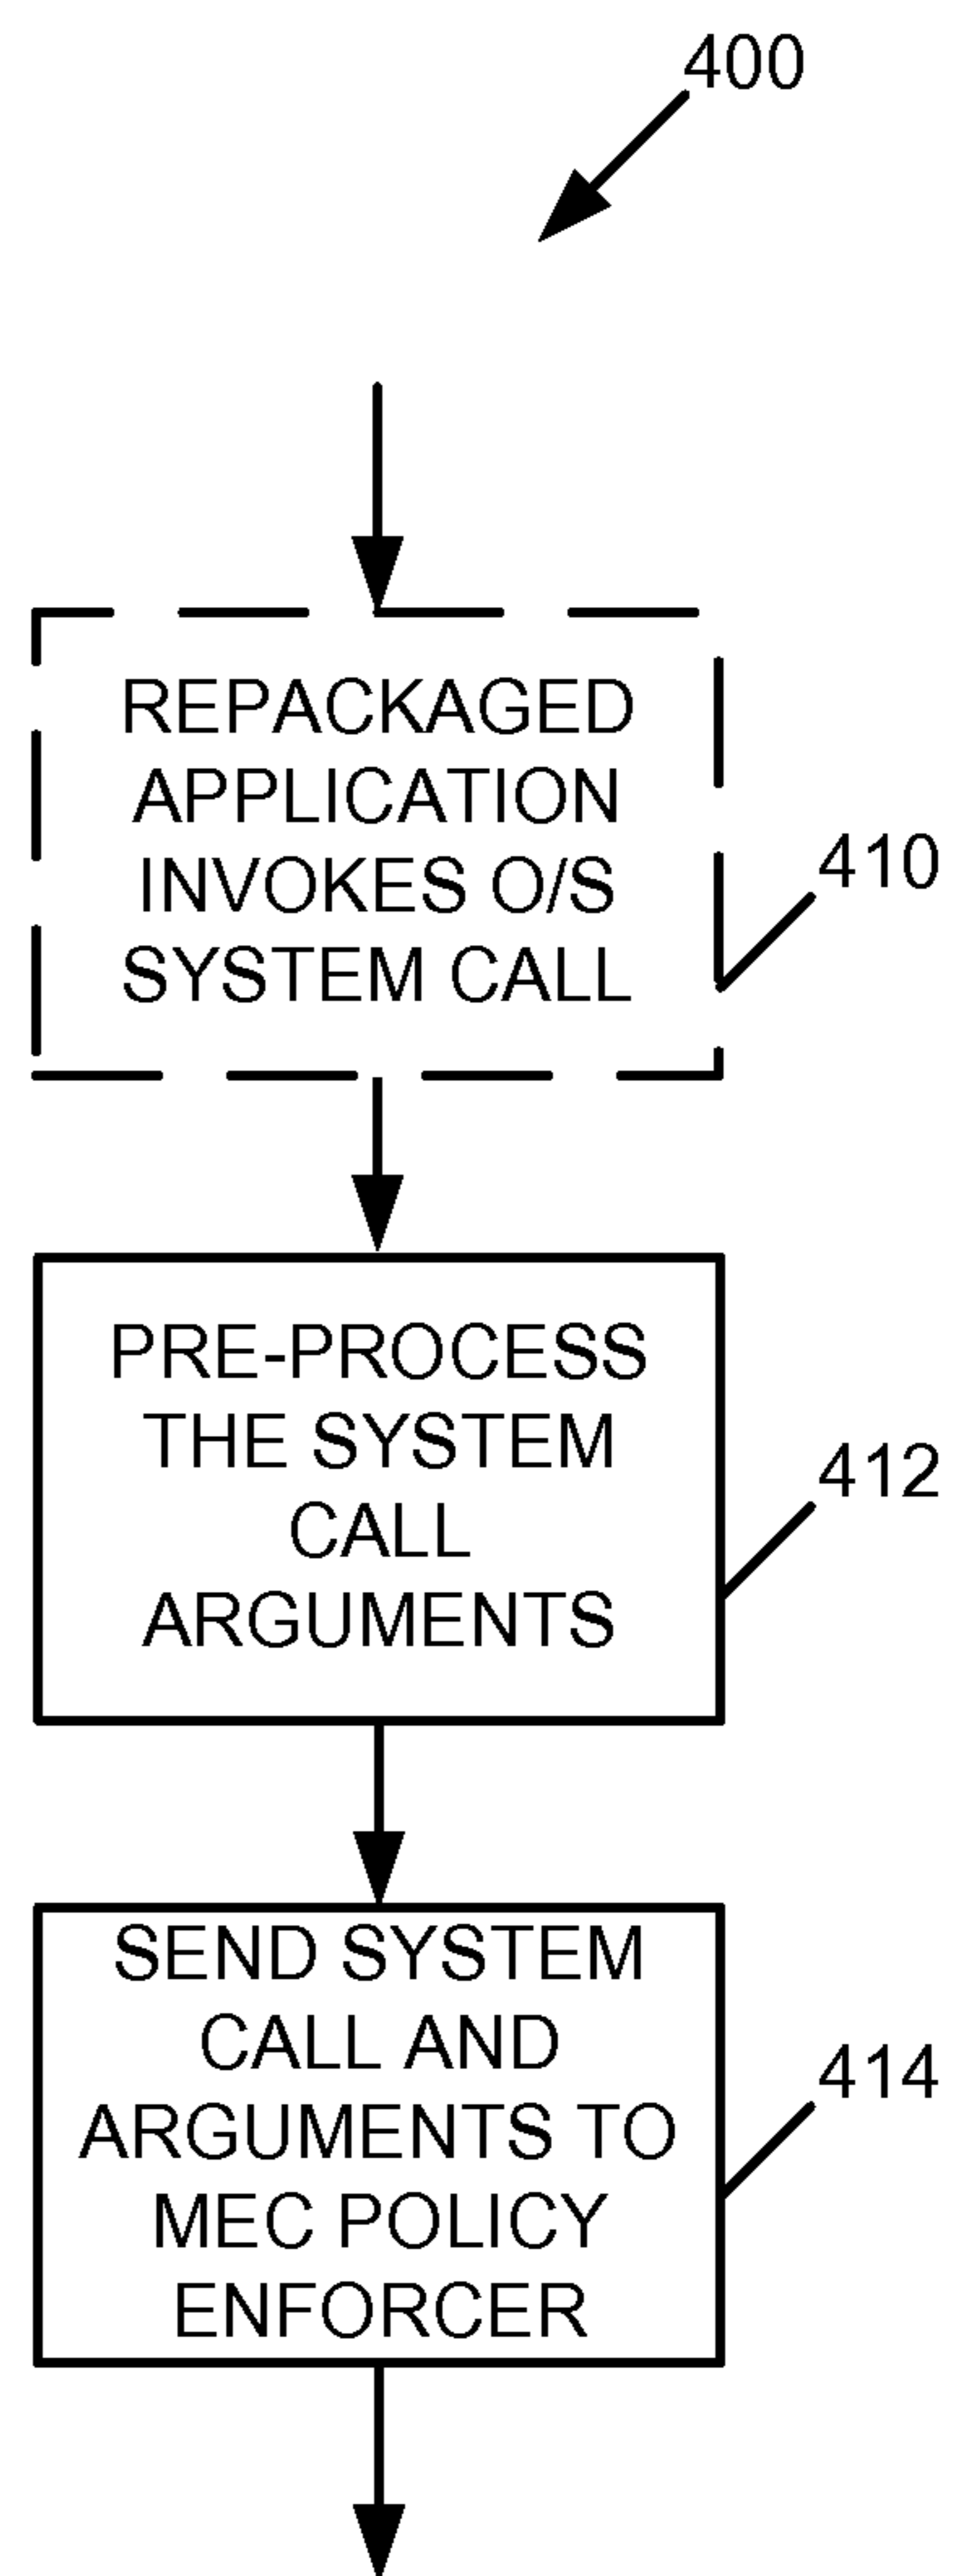 400
REPACKAGED
APPLICATION
INVOKES O/S
SYSTEM CALL
410
PRE-PROCESS
THE SYSTEM
CALL
ARGUMENTS
412
SEND SYSTEM
CALL AND
ARGUMENTS TO
MEC POLICY
ENFORCER
414